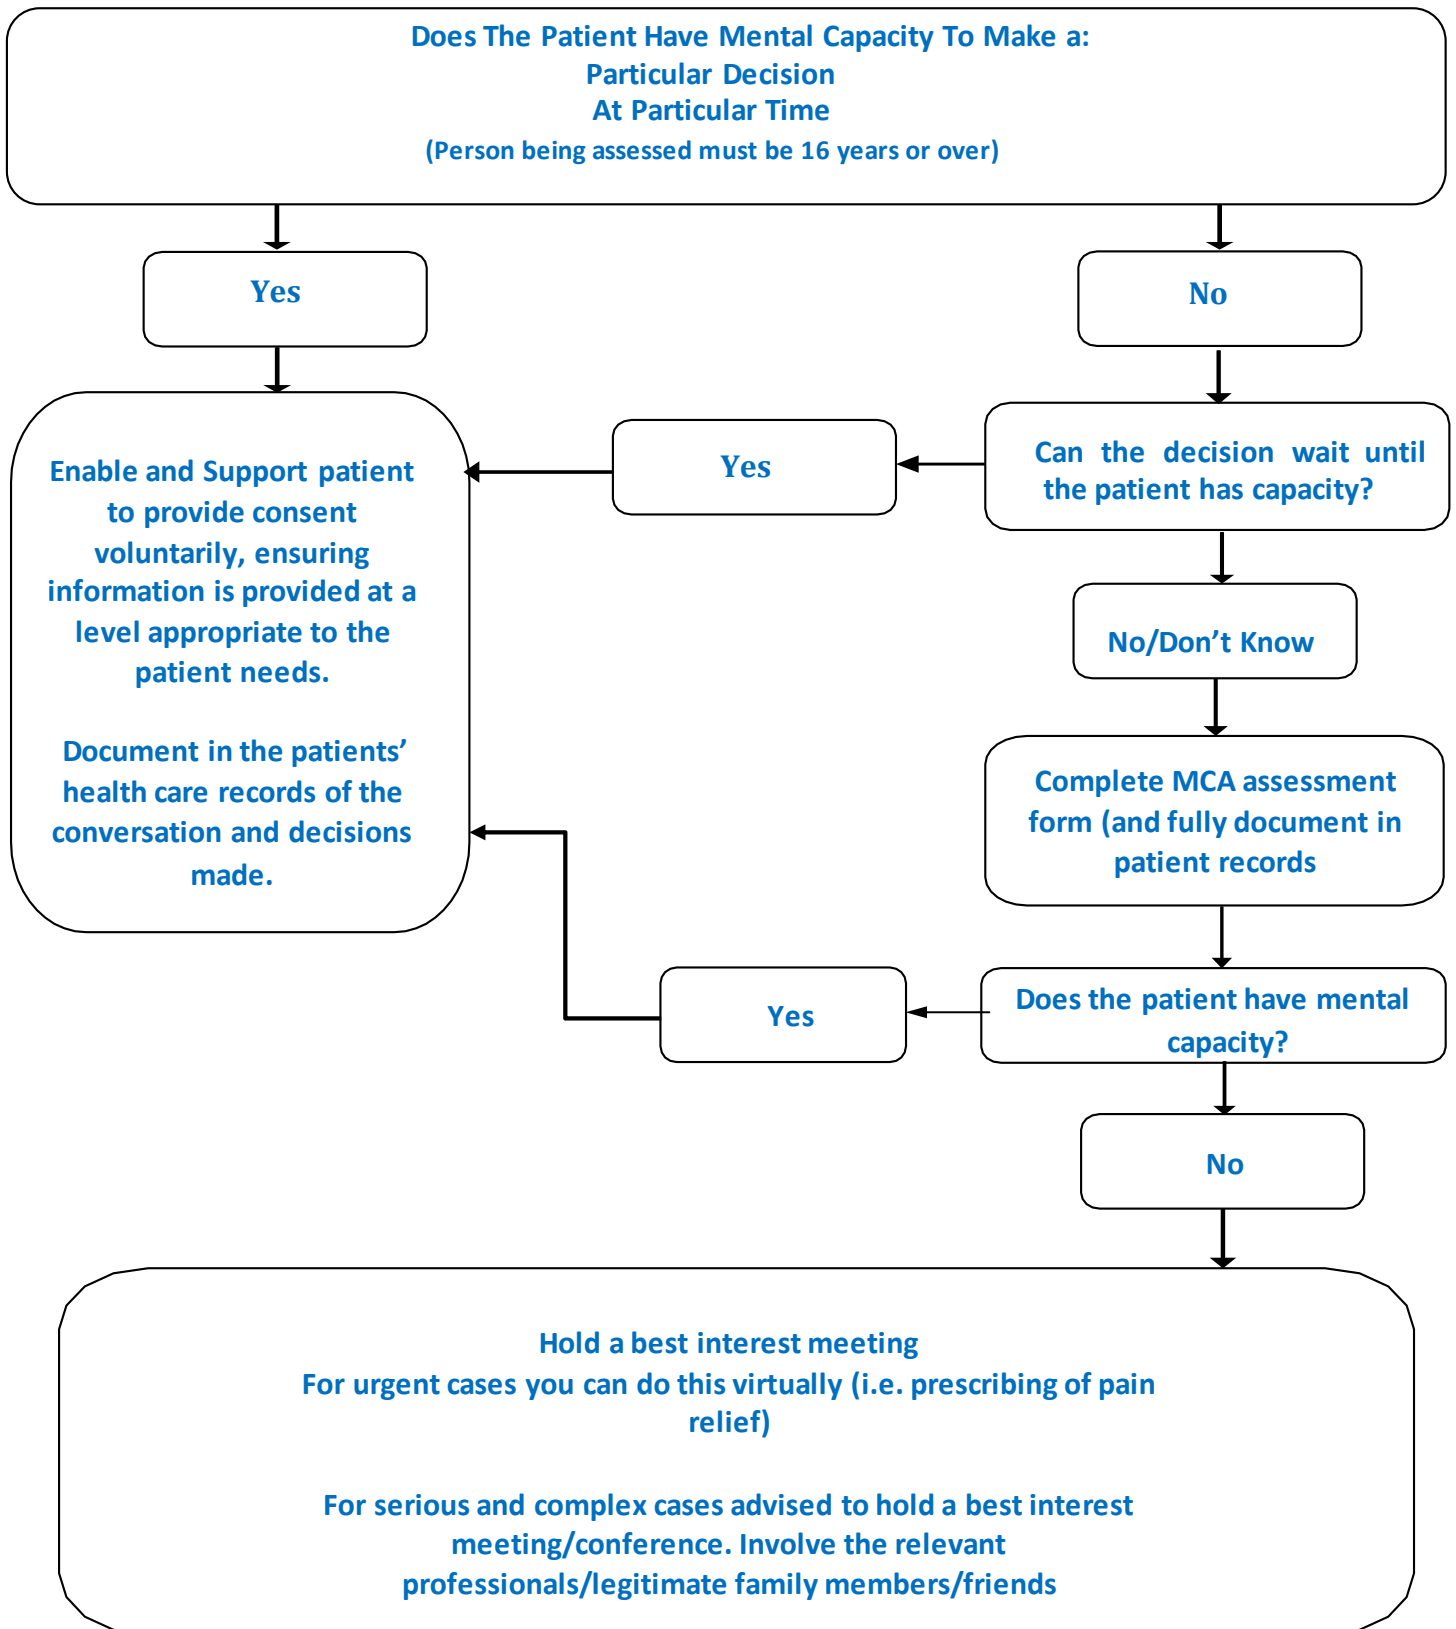 Does The Patient Have Mental Capacity To Make a:
Particular Decision
At Particular Time
(Person being assessed must be 16 years or over)
Yes
No
Enable and Support patient
to provide consent
voluntarily, ensuring
information is provided at a
level appropriate to the
patient needs.
Document in the patients’
health care records of the
conversation and decisions
made.
Yes
Can the decision wait until
the patient has capacity?
No/Don’t Know
Complete MCA assessment
form (and fully document in
patient records
Yes
Does the patient have mental
capacity?
No
Hold a best interest meeting
For urgent cases you can do this virtually (i.e. prescribing of pain
relief)
For serious and complex cases advised to hold a best interest
meeting/conference. Involve the relevant
professionals/legitimate family members/friends